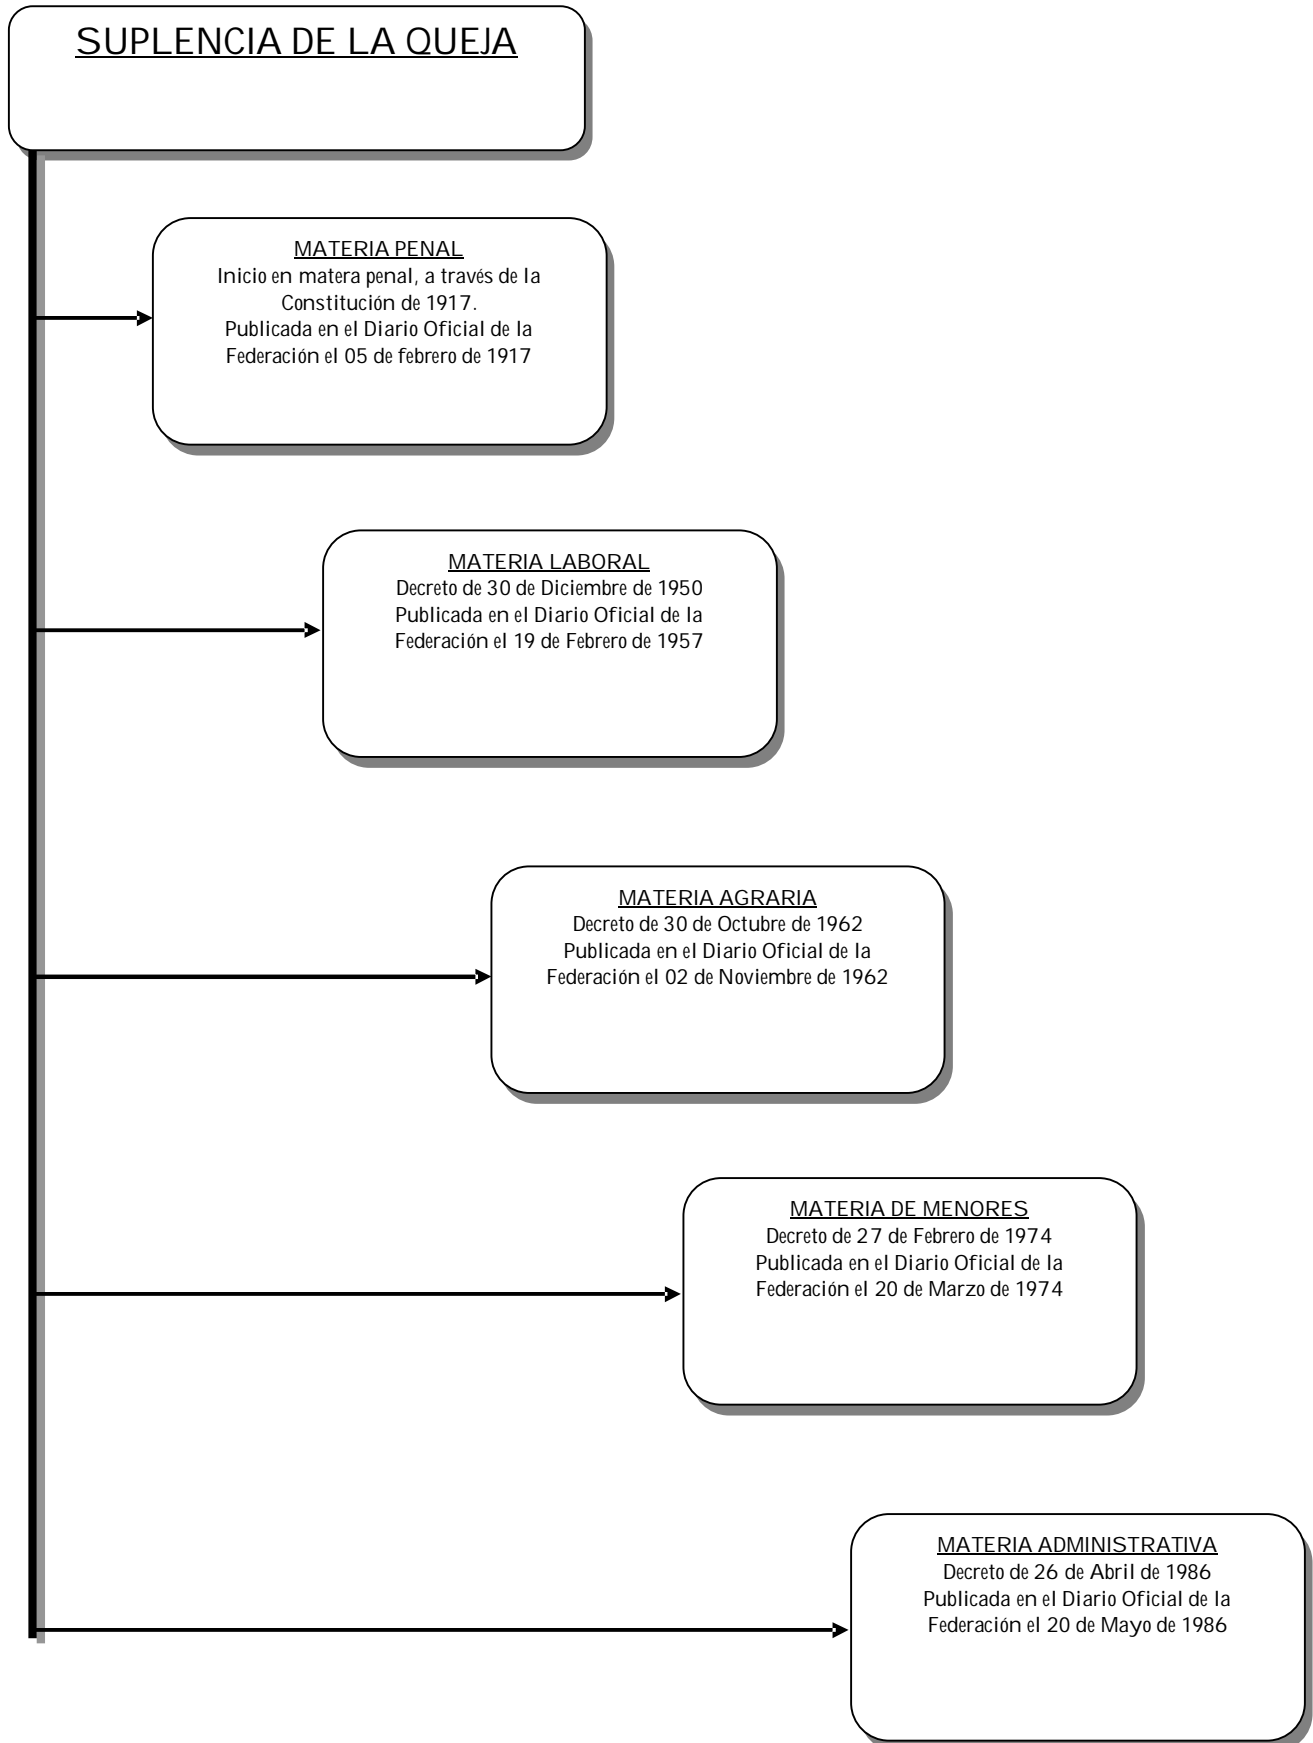 SUPLENCIA DE LA QUEJA
MATERIA PENAL
Inicio en matera penal, a través de la
Constitución de 1917.
Publicada en el Diario Oficial de la
Federación el 05 de febrero de 1917
MATERIA LABORAL
Decreto de 30 de Diciembre de 1950
Publicada en el Diario Oficial de la
Federación el 19 de Febrero de 1957
MATERIA AGRARIA
Decreto de 30 de Octubre de 1962
Publicada en el Diario Oficial de la
Federación el 02 de Noviembre de 1962
MATERIA DE MENORES
Decreto de 27 de Febrero de 1974
Publicada en el Diario Oficial de la
Federación el 20 de Marzo de 1974
MATERIA ADMINISTRATIVA
Decreto de 26 de Abril de 1986
Publicada en el Diario Oficial de la
Federación el 20 de Mayo de 1986